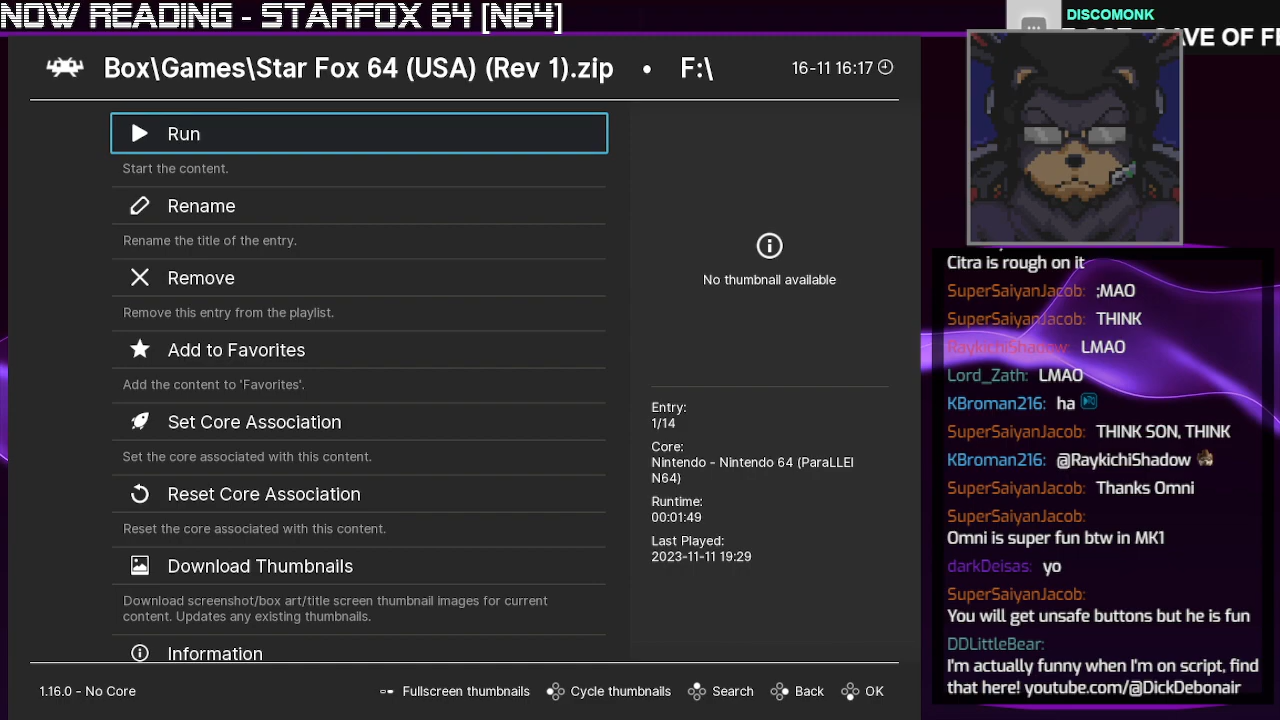 NOW READING - STARFOX 64 [N64]
DISCOMONK
AVE OF F
Box\Games\Star Fox 64 (USA) (Rev 1).zip • F:\
16-11 16:17
Run
Start the content.
Rename
Rename the title of the entry.
Remove
Remove this entry from the playlist.
Add to Favorites
Add the content to 'Favorites'.
Set Core Association
Set the core associated with this content.
Reset Core Association
Reset the core associated with this content.
Download Thumbnails
Download screenshot/box art/title screen thumbnail images for current
content. Updates any existing thumbnails.
Information
No thumbnail available
Entry:
1/14
Core:
Nintendo - Nintendo 64 (ParaLLEl
N64)
Runtime:
00:01:49
Last Played:
2023-11-11 19:29
1.16.0 - No Core
Fullscreen thumbnails
Cycle thumbnails
Search
Back
OK
Citra is rough on it
SuperSaiyanJacob: ;MAO
SuperSaiyanJacob: THINK
RaykichiShadow: LMAO
Lord_Zath: LMAO
KBroman216: ha
SuperSaiyanJacob: THINK SON, THINK
KBroman216: @RaykichiShadow
SuperSaiyanJacob: Thanks Omni
SuperSaiyanJacob:
Omni is super fun btw in MK1
darkDeisas: yo
SuperSaiyanJacob:
You will get unsafe buttons but he is fun
DDLittleBear:
I'm actually funny when I'm on script, find
that here! youtube.com/@DickDebonair